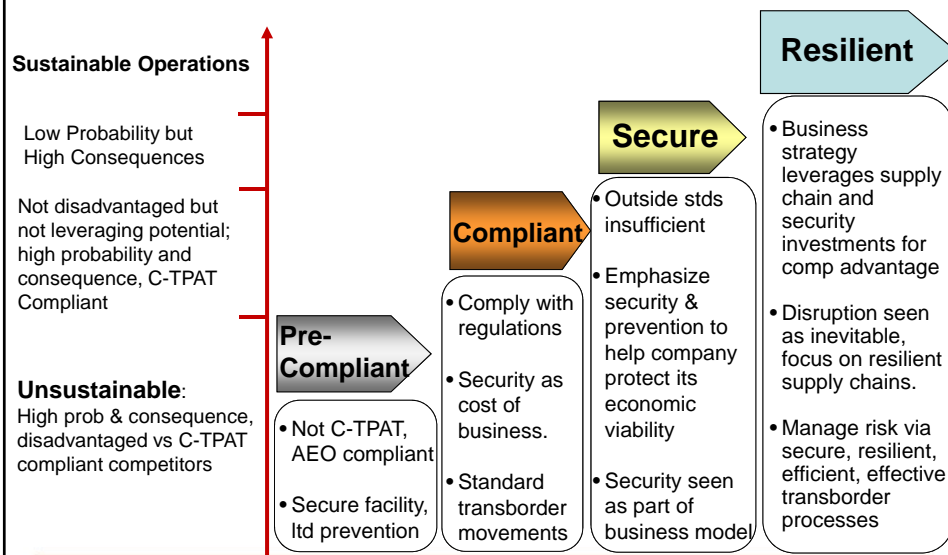 Sustainable Operations
Low Probability but
High Consequences
Not disadvantaged but
not leveraging potential;
high probability and
consequence, C-TPAT
Compliant
Unsustainable:
High prob & consequence,
disadvantaged vs C-TPAT
compliant competitors
Pre-
Compliant
• Not C-TPAT,
AEO compliant
• Secure facility,
ltd prevention
Compliant
• Comply with
regulations
• Security as
cost of
business.
• Standard
transborder
movements
Secure
• Outside stds
insufficient
• Emphasize
security &
prevention to
help company
protect its
economic
viability
• Security seen
as part of
business model
Resilient
• Business
strategy
leverages supply
chain and
security
investments for
comp advantage
• Disruption seen
as inevitable,
focus on resilient
supply chains.
• Manage risk via
secure, resilient,
efficient, effective
transborder
processes